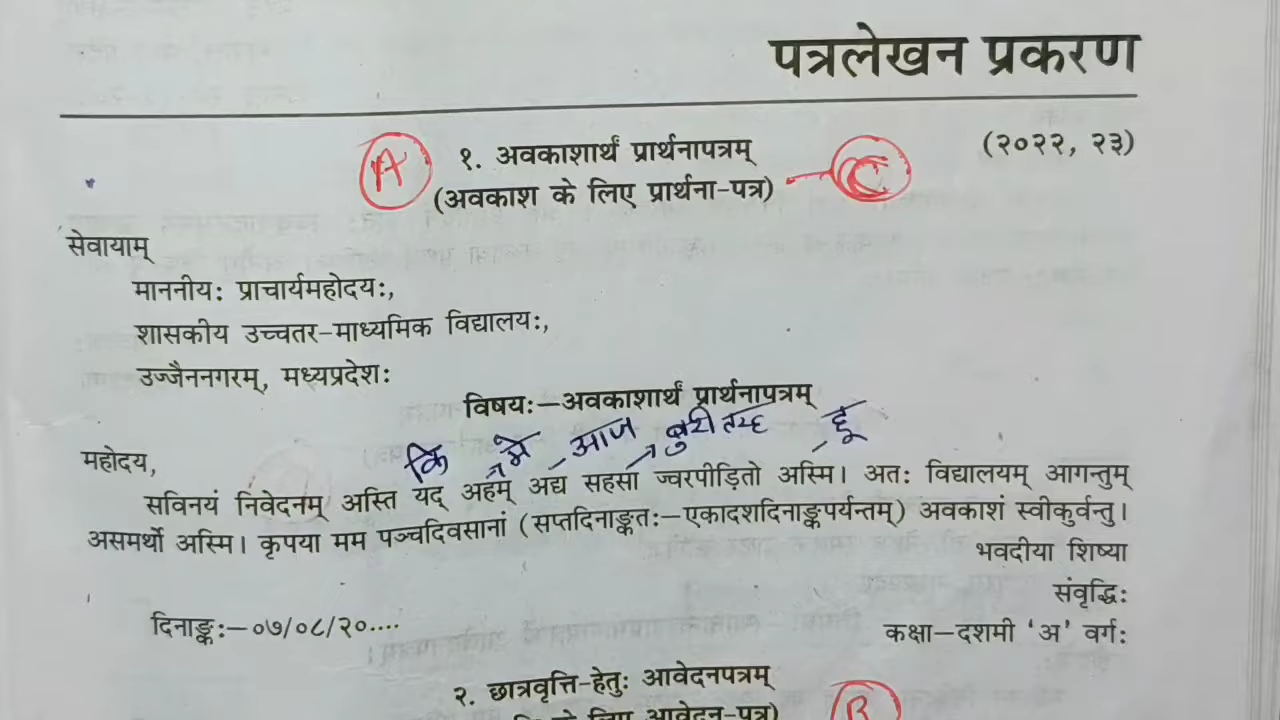 पत्रलेखन प्रकरण
A १. अवकाशार्थं प्रार्थनापत्रम् (२०२२, २३)
(अवकाश के लिए प्रार्थना-पत्र) C
सेवायाम्
माननीयः प्राचार्यमहोदयः,
शासकीय उच्चतर-माध्यमिक विद्यालयः,
उज्जैननगरम्, मध्यप्रदेशः
विषयः—अवकाशार्थं प्रार्थनापत्रम्
कि मे आज बुरी तरह हू
महोदय,
सविनयं निवेदनम् अस्ति यद् अहम् अद्य सहसा ज्वरपीड़ितो अस्मि। अतः विद्यालयम् आगन्तुम्
असमर्थो अस्मि। कृपया मम पञ्चदिवसानां (सप्तदिनाङ्कतः—एकादशदिनाङ्कपर्यन्तम्) अवकाशं स्वीकुर्वन्तु।
भवदीया शिष्या
संवृद्धिः
दिनाङ्कः—०७/०८/२०.... कक्षा—दशमी 'अ' वर्गः
२. छात्रवृत्ति-हेतुः आवेदनपत्रम्
के लिए आवेदन-पत्र) B